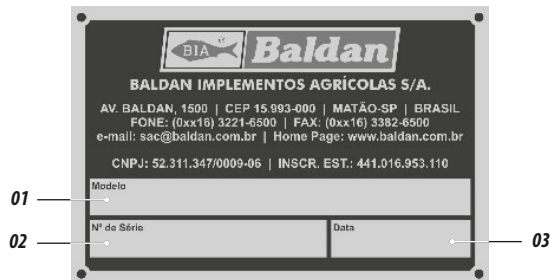 BIA Baldan
BALDAN IMPLEMENTOS AGRÍCOLAS S/A.
AV. BALDAN, 1500 | CEP 15.993-000 | MATÃO-SP | BRASIL
FONE: (0xx16) 3221-6500 | FAX: (0xx16) 3382-6500
e-mail: sac@baldan.com.br | Home Page: www.baldan.com.br
CNPJ: 52.311.347/0009-06 | INSCR. EST.: 441.016.953.110
Modelo
01
Nº de Série Data
02 03